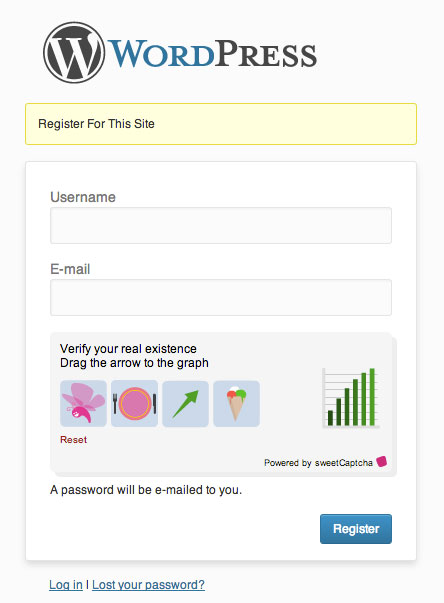 WORDPRESS
Register For This Site
Username
E-mail
Verify your real existence
Drag the arrow to the graph
Reset
Powered by sweetCaptcha
A password will be e-mailed to you.
Register
Log in | Lost your password?